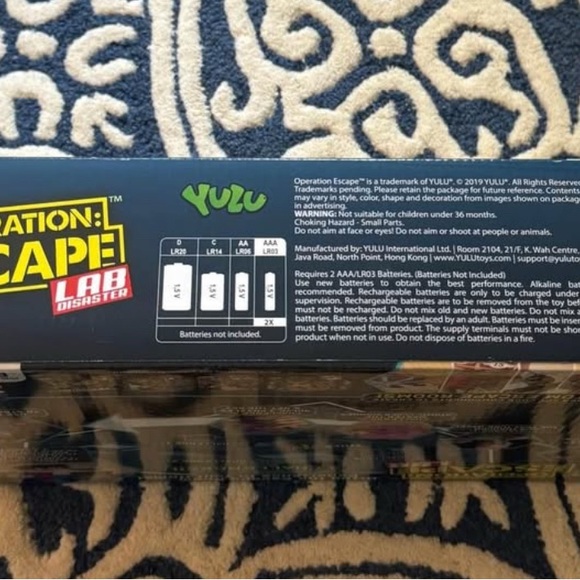 RATION:
CAPE
LAB
DISASTER
TM
YULU
D C AA AAA
LR20 LR14 LR06 LR03
1.5 V 1.5 V 1.5 V 1.5 V
2X
Batteries not included.
Operation Escape™ is a trademark of YULU®. © 2019 YULU®. All Rights Reserved
Trademarks pending. Please retain the package for future reference. Contents
may vary in style, color, shape and decoration from images shown on packag
in advertising.
WARNING: Not suitable for children under 36 months.
Choking Hazard - Small Parts.
Do not aim at face or eyes! Do not aim or shoot at people or animals.
Manufactured by: YULU International Ltd. | Room 2104, 21/F, K. Wah Centre,
Java Road, North Point, Hong Kong | www.YULUtoys.com | support@yuluto
Requires 2 AAA/LR03 Batteries. (Batteries Not Included)
Use new batteries to obtain the best performance. Alkaline bat
recommended. Rechargeable batteries are only to be charged under
supervision. Rechargeable batteries are to be removed from the toy befo
must not be recharged. Do not mix old and new batteries. Do not mix a
batteries. Batteries should be replaced by an adult. Batteries must be inser
must be removed from product. The supply terminals must not be shor
product when not in use. Do not dispose of batteries in a fire.